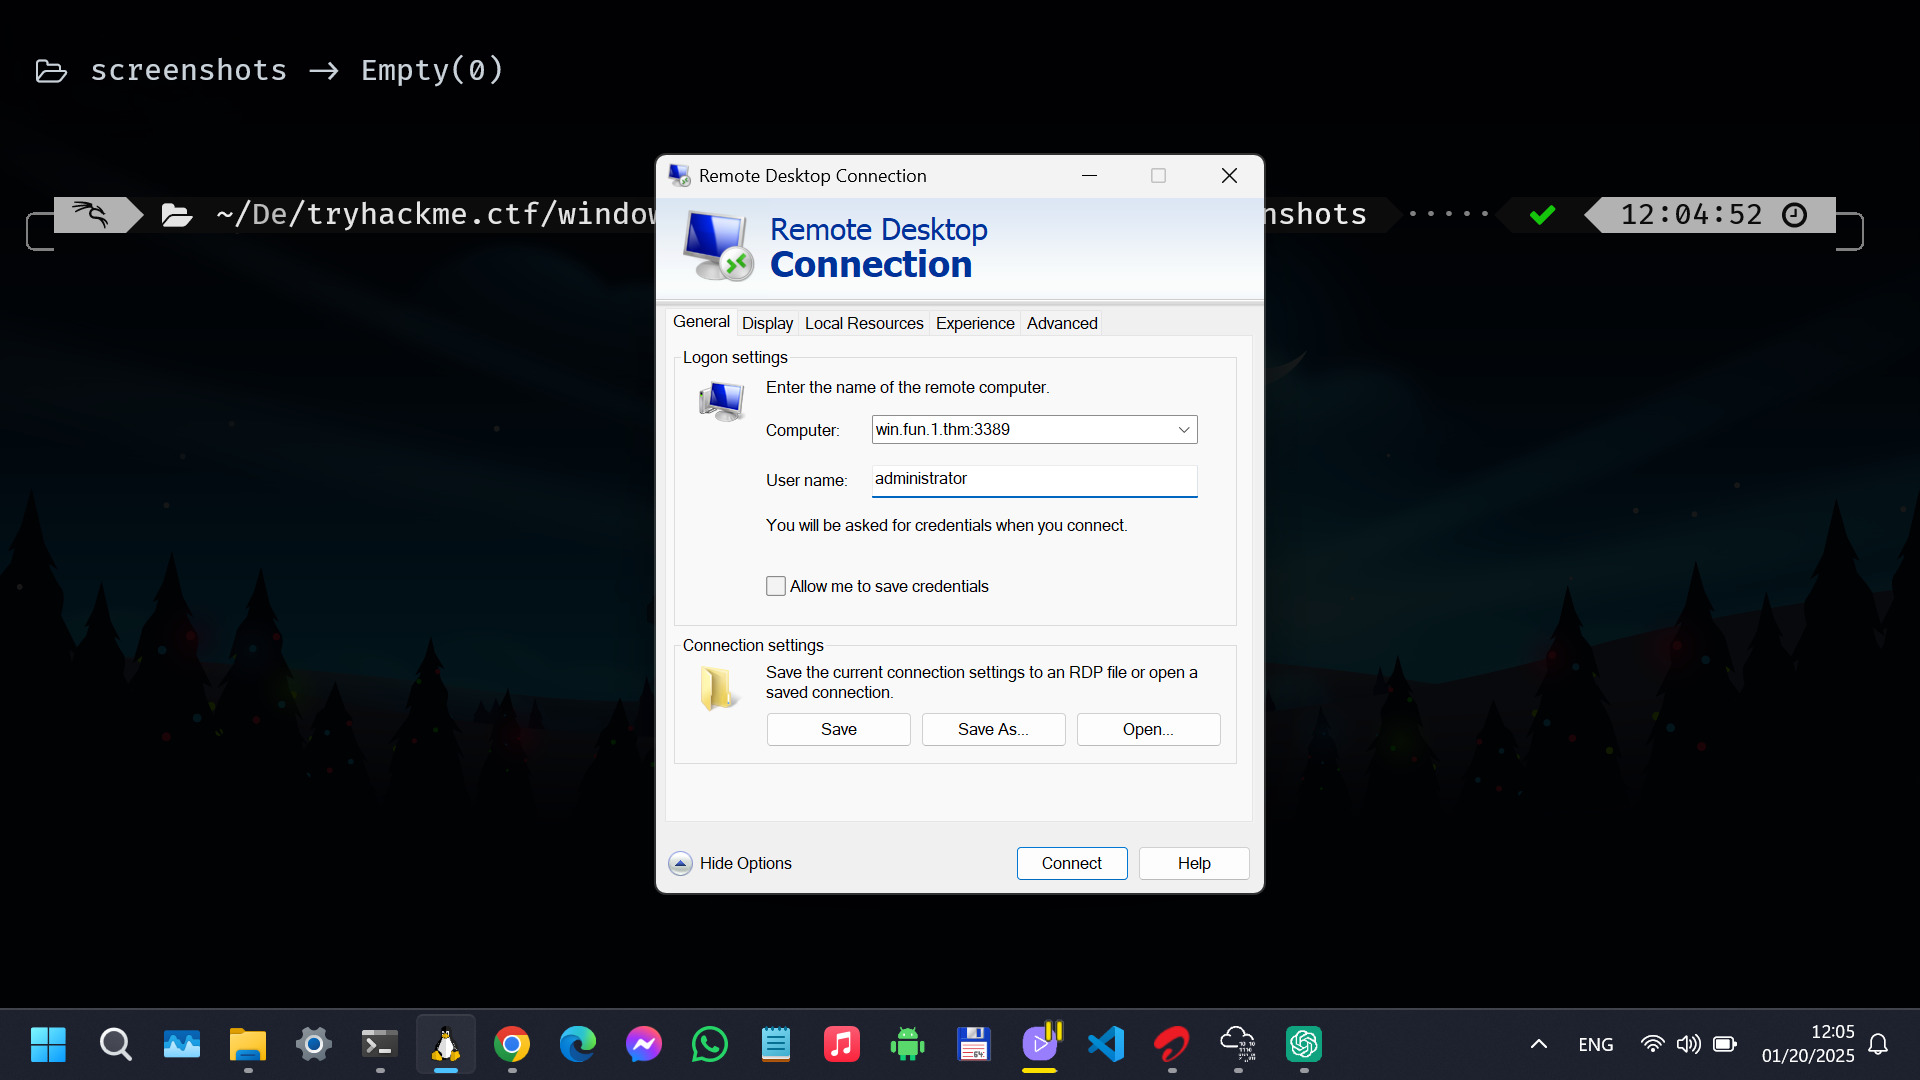 screenshots → Empty(0)
~/De/tryhackme.ctf/window
nshots
.....
12:04:52
Remote Desktop Connection
Remote Desktop
Connection
General Display Local Resources Experience Advanced
Logon settings
Enter the name of the remote computer.
Computer: win.fun.1.thm:3389
User name: administrator
You will be asked for credentials when you connect.
Allow me to save credentials
Connection settings
Save the current connection settings to an RDP file or open a
saved connection.
Save Save As... Open...
Hide Options Connect Help
ENG
12:05
01/20/2025